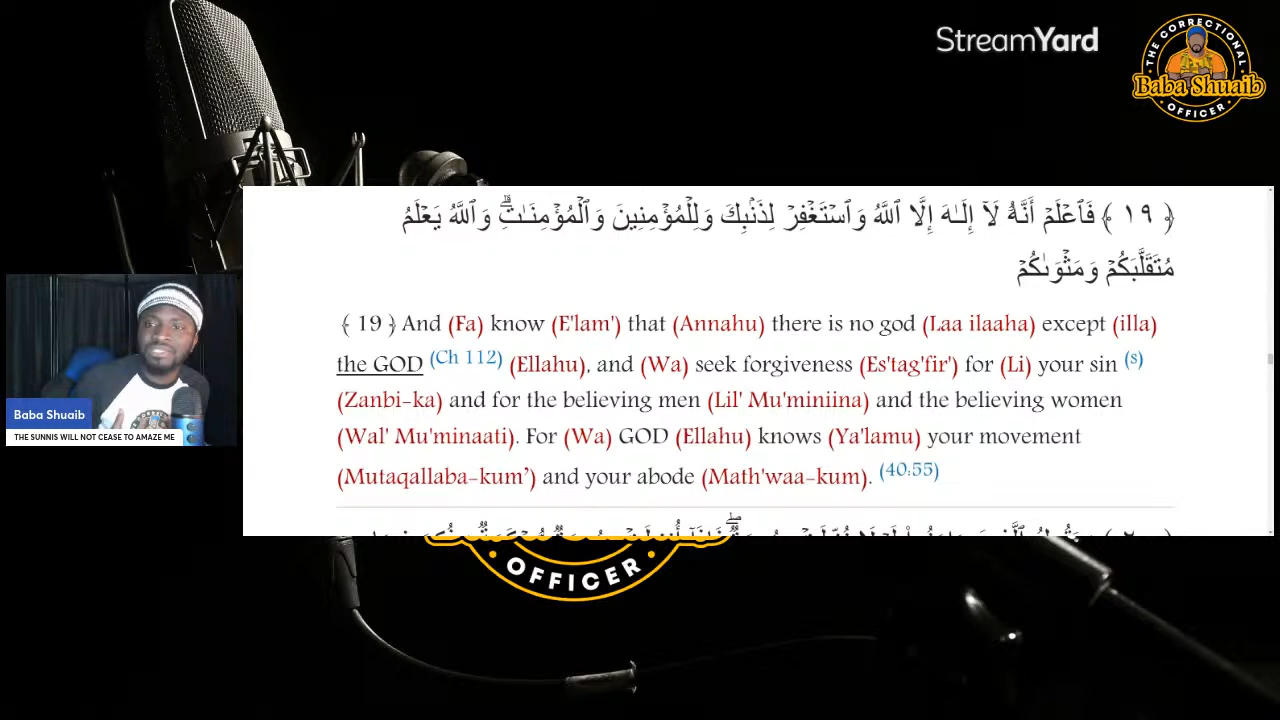 StreamYard
THE CORRECTIONAL
Baba Shuaib
OFFICER
﴿ ١٩ ﴾ فَٱعْلَمْ أَنَّهُۥ لَآ إِلَـٰهَ إِلَّا ٱللَّهُ وَٱسْتَغْفِرْ لِذَنۢبِكَ وَلِلْمُؤْمِنِينَ وَٱلْمُؤْمِنَـٰتِ ۗ وَٱللَّهُ يَعْلَمُ
مُتَقَلَّبَكُمْ وَمَثْوَىٰكُمْ
﴾ 19 ﴿ And (Fa) know (E'lam') that (Annahu) there is no god (Laa ilaaha) except (illa)
the GOD (Ch 112) (Ellahu), and (Wa) seek forgiveness (Es'tag'fir') for (Li) your sin (s)
(Zanbi-ka) and for the believing men (Lil' Mu'miniina) and the believing women
(Wal' Mu'minaati). For (Wa) GOD (Ellahu) knows (Ya'lamu) your movement
(Mutaqallaba-kum’) and your abode (Math'waa-kum). (40:55)
Baba Shuaib
THE SUNNIS WILL NOT CEASE TO AMAZE ME
OFFICER